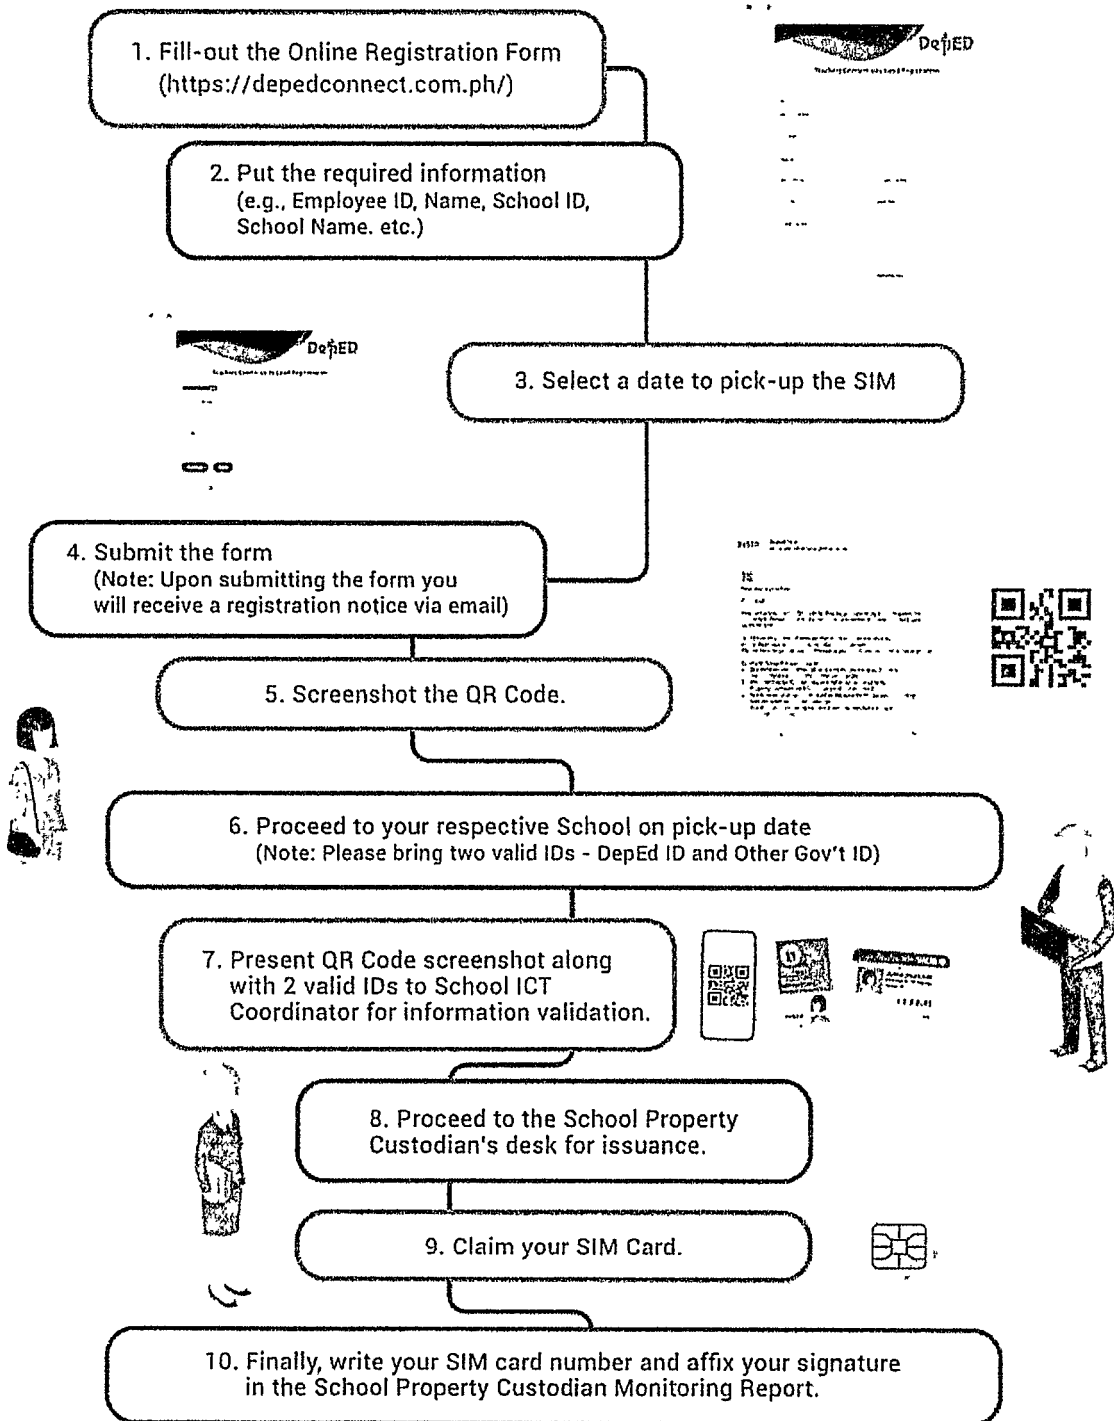 1. Fill-out the Online Registration Form
(https://depedconnect.com.ph/)
DepED
2. Put the required information
(e.g., Employee ID, Name, School ID,
School Name. etc.)
DepED
3. Select a date to pick-up the SIM
4. Submit the form
(Note: Upon submitting the form you
will receive a registration notice via email)
5. Screenshot the QR Code.
6. Proceed to your respective School on pick-up date
(Note: Please bring two valid IDs - DepEd ID and Other Gov't ID)
7. Present QR Code screenshot along
with 2 valid IDs to School ICT
Coordinator for information validation.
8. Proceed to the School Property
Custodian's desk for issuance.
9. Claim your SIM Card.
10. Finally, write your SIM card number and affix your signature
in the School Property Custodian Monitoring Report.